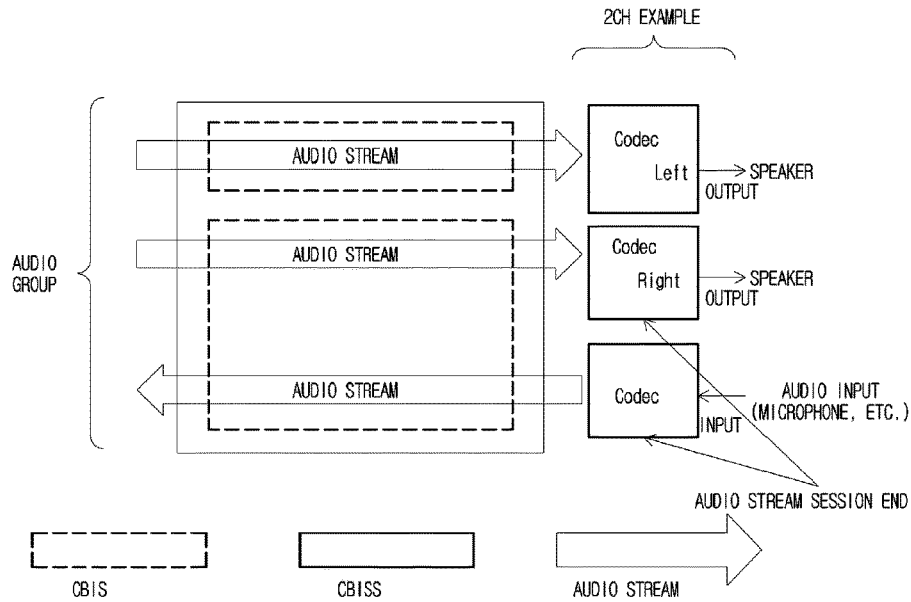 2CH EXAMPLE
AUDIO STREAM
Codec
Left
SPEAKER
OUTPUT
AUDIO STREAM
Codec
Right
SPEAKER
OUTPUT
AUDIO
GROUP
AUDIO STREAM
Codec
INPUT
AUDIO INPUT
(MICROPHONE, ETC.)
AUDIO STREAM SESSION END
CBIS
CBISS
AUDIO STREAM